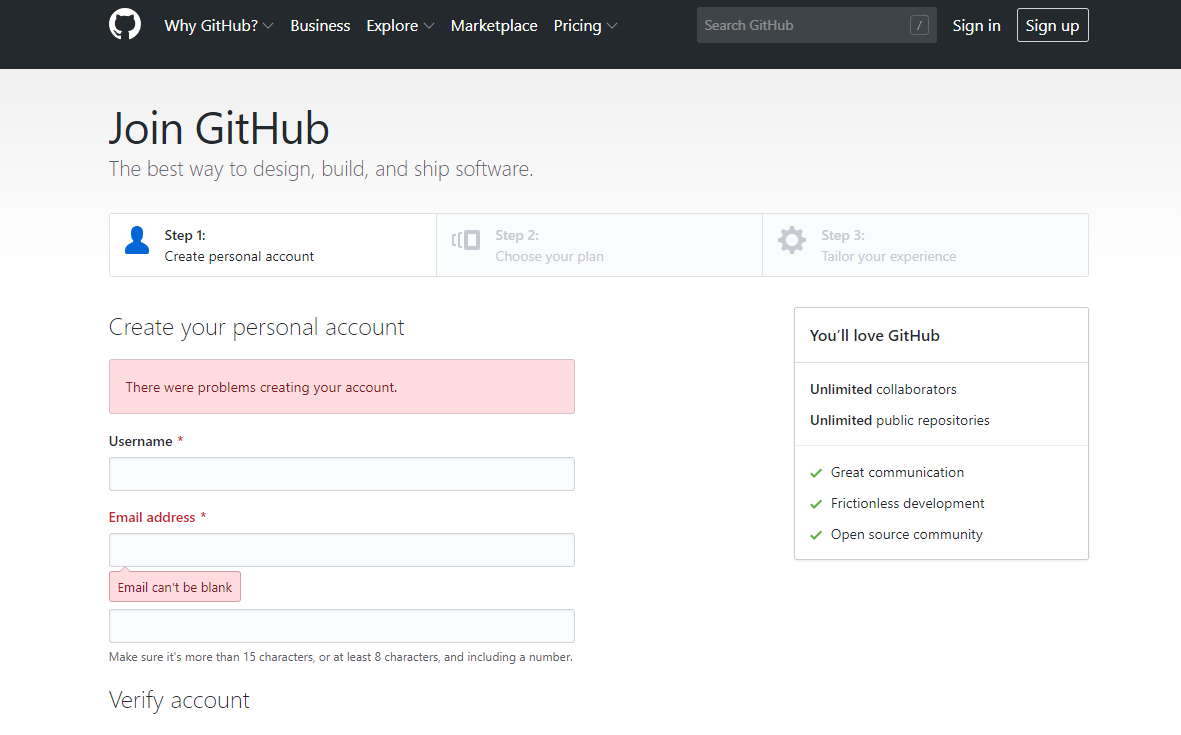 Why GitHub? Business Explore Marketplace Pricing Search GitHub / Sign in Sign up
Join GitHub
The best way to design, build, and ship software.
Step 1:
Create personal account
Step 2:
Choose your plan
Step 3:
Tailor your experience
Create your personal account
There were problems creating your account.
Username *
Email address *
Email can't be blank
Make sure it's more than 15 characters, or at least 8 characters, and including a number.
Verify account
You'll love GitHub
Unlimited collaborators
Unlimited public repositories
Great communication
Frictionless development
Open source community